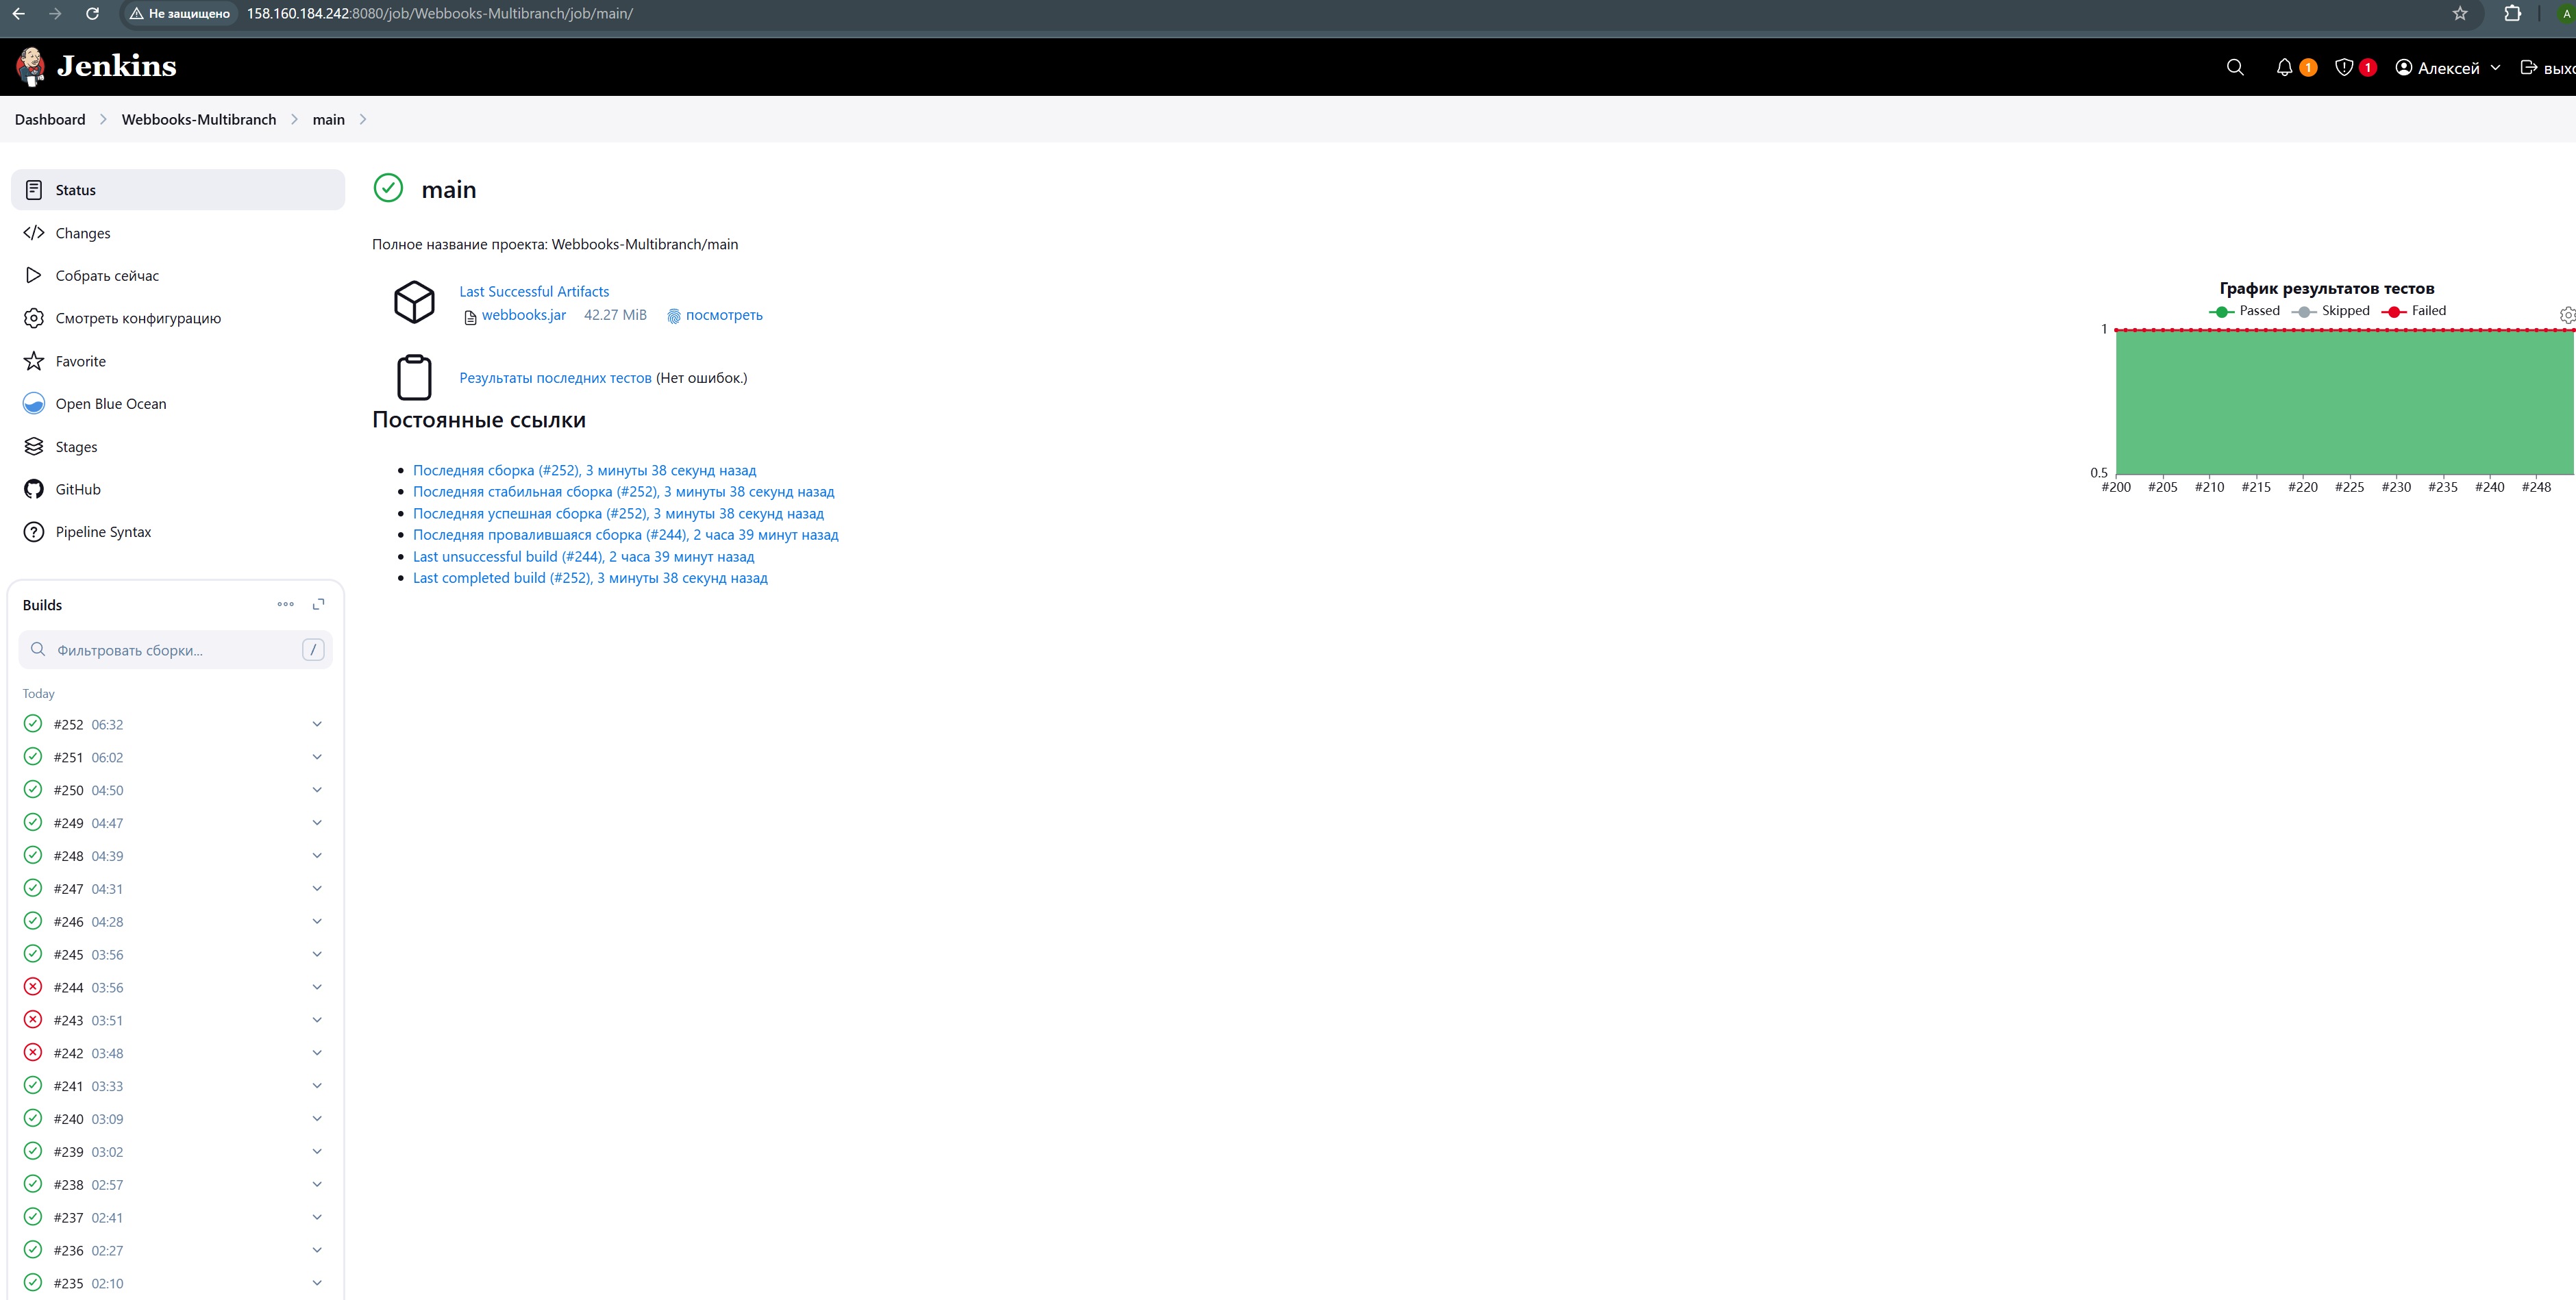 Не защищено 158.160.184.242:8080/job/Webbooks-Multibranch/job/main/
A
Jenkins
1 1 Алексей
Dashboard Webbooks-Multibranch main
Status
Changes
Собрать сейчас
Смотреть конфигурацию
Favorite
Open Blue Ocean
Stages
GitHub
Pipeline Syntax
main
Полное название проекта: Webbooks-Multibranch/main
Last Successful Artifacts
webbooks.jar 42.27 MiB посмотреть
Результаты последних тестов (Нет ошибок.)
Постоянные ссылки
Последняя сборка (#252), 3 минуты 38 секунд назад
Последняя стабильная сборка (#252), 3 минуты 38 секунд назад
Последняя успешная сборка (#252), 3 минуты 38 секунд назад
Последняя провалившаяся сборка (#244), 2 часа 39 минут назад
Last unsuccessful build (#244), 2 часа 39 минут назад
Last completed build (#252), 3 минуты 38 секунд назад
График результатов тестов
Passed Skipped Failed
1
0.5
#200 #205 #210 #215 #220 #225 #230 #235 #240 #248
Builds
Фильтровать сборки... /
Today
#252 06:32
#251 06:02
#250 04:50
#249 04:47
#248 04:39
#247 04:31
#246 04:28
#245 03:56
#244 03:56
#243 03:51
#242 03:48
#241 03:33
#240 03:09
#239 03:02
#238 02:57
#237 02:41
#236 02:27
#235 02:10